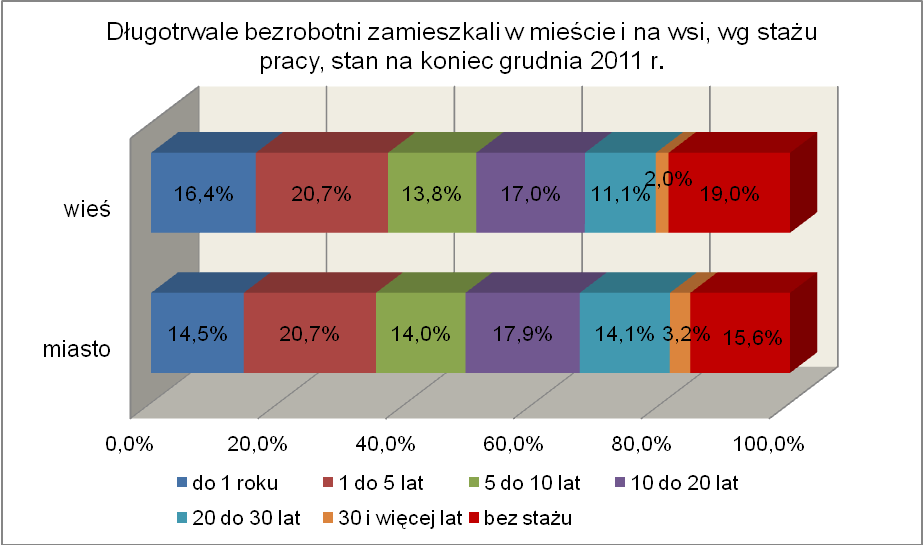 Długotrwale bezrobotni zamieszkali w mieście i na wsi, wg stażu
pracy, stan na koniec grudnia 2011 r.
wieś
16,4% 20,7% 13,8% 17,0% 11,1% 2,0% 19,0%
miasto
14,5% 20,7% 14,0% 17,9% 14,1% 3,2% 15,6%
0,0% 20,0% 40,0% 60,0% 80,0% 100,0%
do 1 roku 1 do 5 lat 5 do 10 lat 10 do 20 lat
20 do 30 lat 30 i więcej lat bez stażu